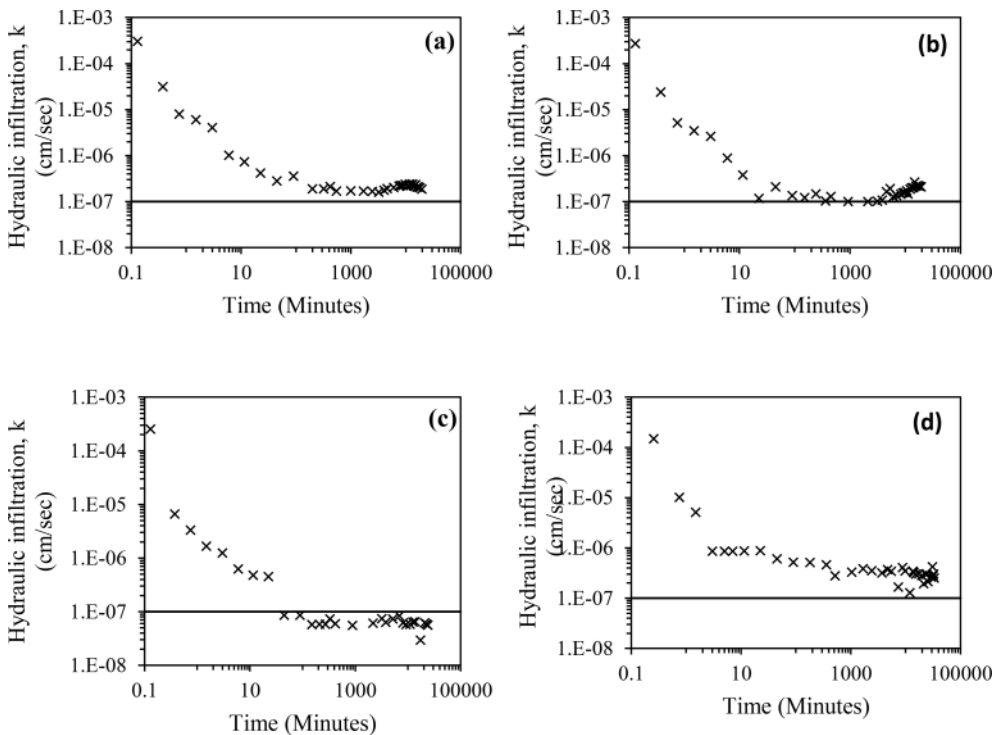 Hydraulic infiltration, k
(cm/sec)
1.E-03
1.E-04
1.E-05
1.E-06
1.E-07
1.E-08
(a)
0.1 10 1000 100000
Time (Minutes)
Hydraulic infiltration, k
(cm/sec)
1.E-03
1.E-04
1.E-05
1.E-06
1.E-07
1.E-08
(b)
0.1 10 1000 100000
Time (Minutes)
Hydraulic infiltration, k
(cm/sec)
1.E-03
1.E-04
1.E-05
1.E-06
1.E-07
1.E-08
(c)
0.1 10 1000 100000
Time (Minutes)
Hydraulic infiltration, k
(cm/sec)
1.E-03
1.E-04
1.E-05
1.E-06
1.E-07
1.E-08
(d)
0.1 10 1000 100000
Time (Minutes)